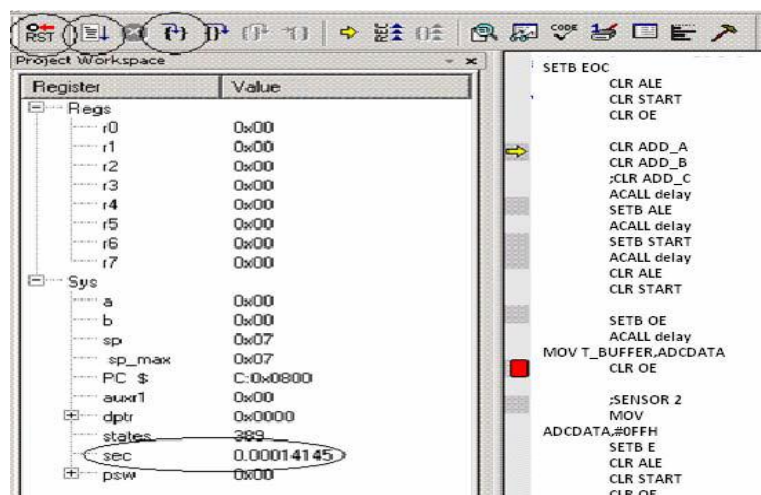 RST
CODE
Project Workspace
Register Value
Regs
r0 0x00
r1 0x00
r2 0x00
r3 0x00
r4 0x00
r5 0x00
r6 0x00
r7 0x00
Sys
a 0x00
b 0x00
sp 0x07
sp_max 0x07
PC $ C:0x0800
auxr1 0x00
dptr 0x0000
states 389
sec 0.00014145
psw 0x00
SETB EOC
CLR ALE
CLR START
CLR OE
CLR ADD_A
CLR ADD_B
;CLR ADD_C
ACALL delay
SETB ALE
ACALL delay
SETB START
ACALL delay
CLR ALE
CLR START
SETB OE
ACALL delay
MOV T_BUFFER,ADCDATA
CLR OE
;SENSOR 2
MOV
ADCDATA,#0FFH
SETB E
CLR ALE
CLR START
CLR OE